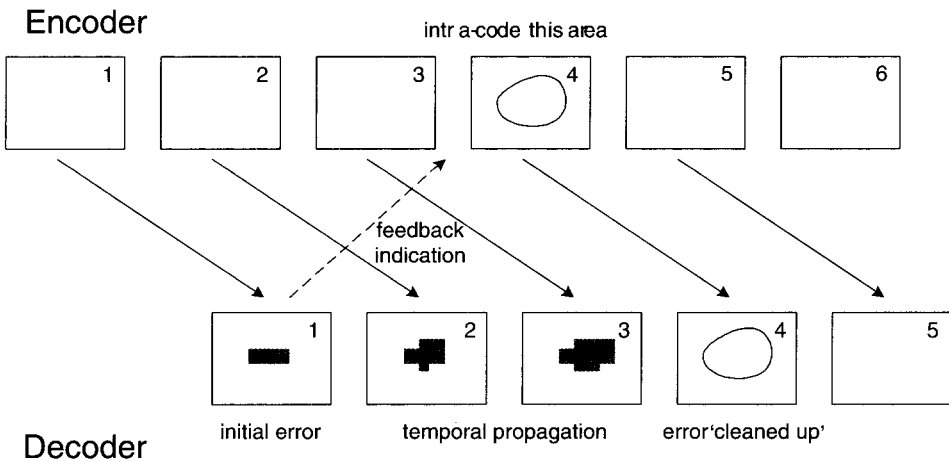 Encoder
intr a-code this area
1
2
3
4
5
6
feedback
indication
1
2
3
4
5
initial error
temporal propagation
error'cleaned up'
Decoder